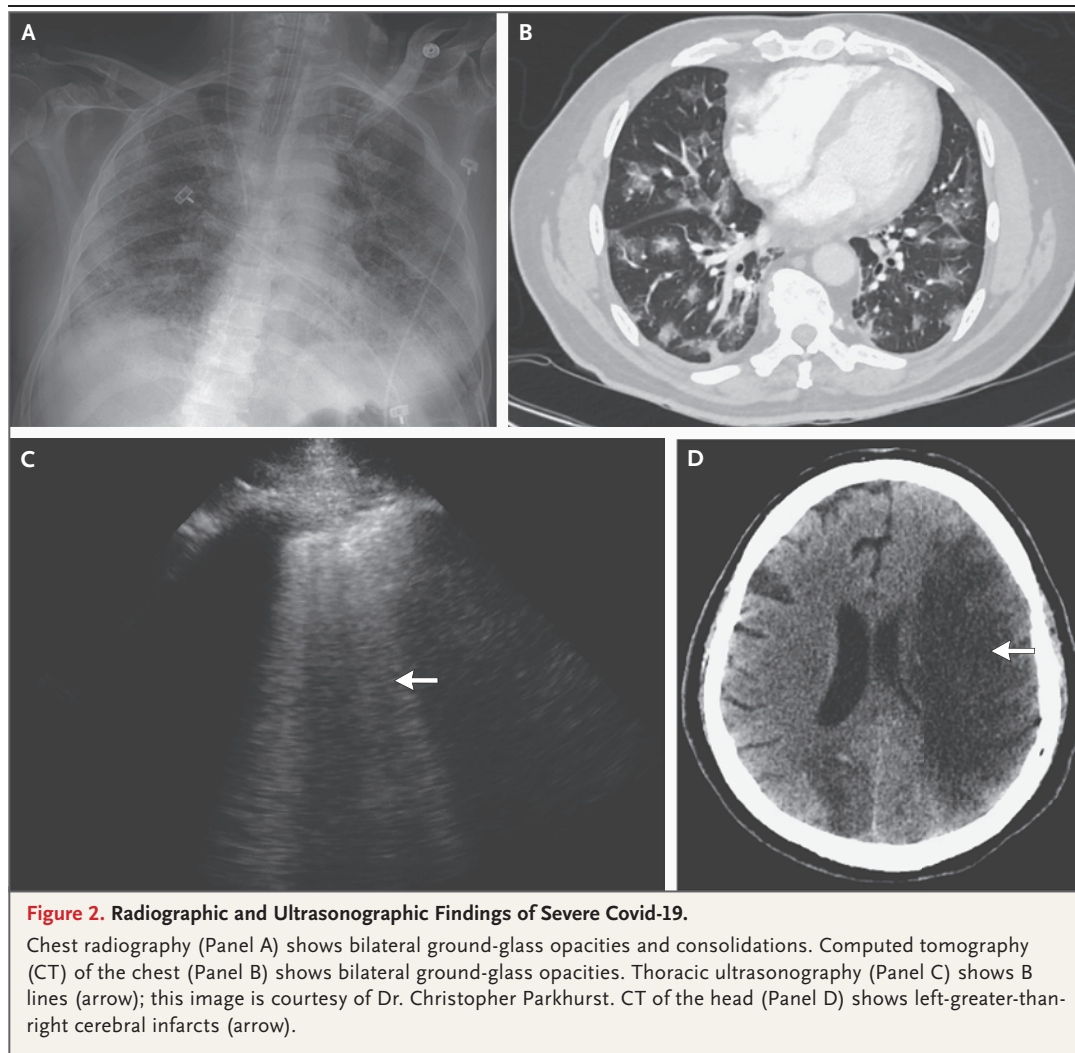 A
B
C
D
Figure 2. Radiographic and Ultrasonographic Findings of Severe Covid-19.
Chest radiography (Panel A) shows bilateral ground-glass opacities and consolidations. Computed tomography
(CT) of the chest (Panel B) shows bilateral ground-glass opacities. Thoracic ultrasonography (Panel C) shows B
lines (arrow); this image is courtesy of Dr. Christopher Parkhurst. CT of the head (Panel D) shows left-greater-than-
right cerebral infarcts (arrow).